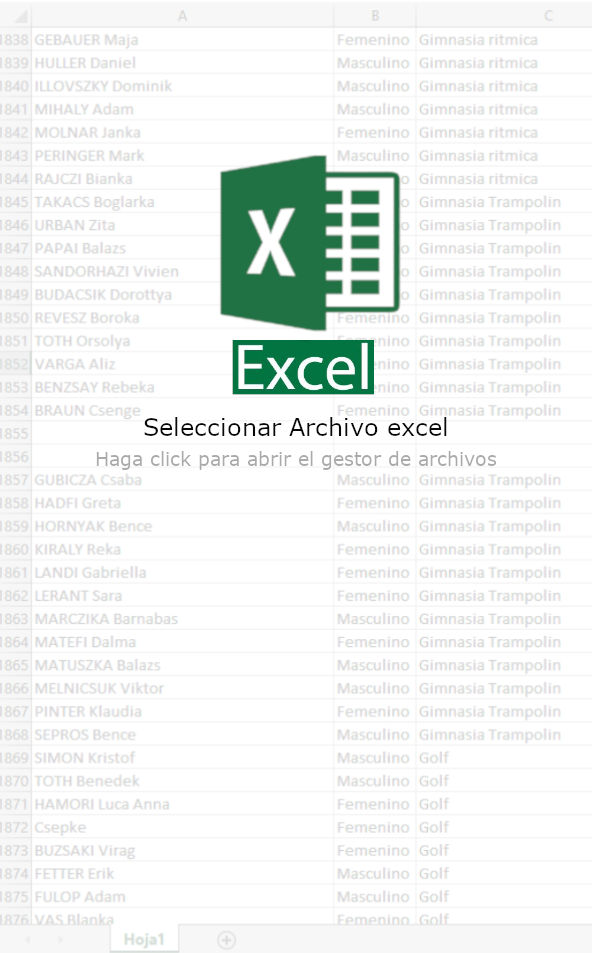 A B C
1838 GEBAUER Maja Femenino Gimnasia ritmica
1839 HULLER Daniel Masculino Gimnasia ritmica
1840 ILLOVSZKY Dominik Masculino Gimnasia ritmica
1841 MIHALY Adam Masculino Gimnasia ritmica
1842 MOLNAR Janka Femenino Gimnasia ritmica
1843 PERINGER Mark Masculino Gimnasia ritmica
1844 RAJCZI Bianka Gimnasia ritmica
1845 TAKACS Boglarka Gimnasia Trampolin
1846 URBAN Zita Gimnasia Trampolin
1847 PAPAI Balazs Gimnasia Trampolin
1848 SANDORHAZI Vivien Gimnasia Trampolin
1849 BUDACSIK Dorottya Gimnasia Trampolin
1850 REVESZ Boroka Femenino Gimnasia Trampolin
1851 TOTH Orsolya Femenino Gimnasia Trampolin
1852 VARGA Aliz Gimnasia Trampolin
1853 BENZSAY Rebeka Gimnasia Trampolin
1854 BRAUN Csenge Femenino Gimnasia Trampolin
X
Excel
1855
Seleccionar Archivo excel
1856
Haga click para abrir el gestor de archivos
1857 GUBICZA Csaba Masculino Gimnasia Trampolin
1858 HADFI Greta Femenino Gimnasia Trampolin
1859 HORNYAK Bence Masculino Gimnasia Trampolin
1860 KIRALY Reka Femenino Gimnasia Trampolin
1861 LANDI Gabriella Femenino Gimnasia Trampolin
1862 LERANT Sara Femenino Gimnasia Trampolin
1863 MARCZIKA Barnabas Masculino Gimnasia Trampolin
1864 MATEFI Dalma Femenino Gimnasia Trampolin
1865 MATUSZKA Balazs Masculino Gimnasia Trampolin
1866 MELNICSUK Viktor Masculino Gimnasia Trampolin
1867 PINTER Klaudia Femenino Gimnasia Trampolin
1868 SEPROS Bence Masculino Gimnasia Trampolin
1869 SIMON Kristof Masculino Golf
1870 TOTH Benedek Masculino Golf
1871 HAMORI Luca Anna Femenino Golf
1872 Csepke Femenino Golf
1873 BUZSAKI Virag Femenino Golf
1874 FETTER Erik Masculino Golf
1875 FULOP Adam Masculino Golf
1876 VAS Blanka Femenino Golf
Hoja1